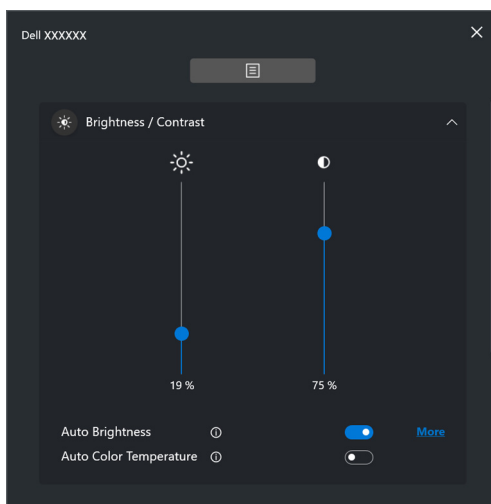 Dell XXXXXX
Brightness / Contrast
19 %
75 %
Auto Brightness
More
Auto Color Temperature